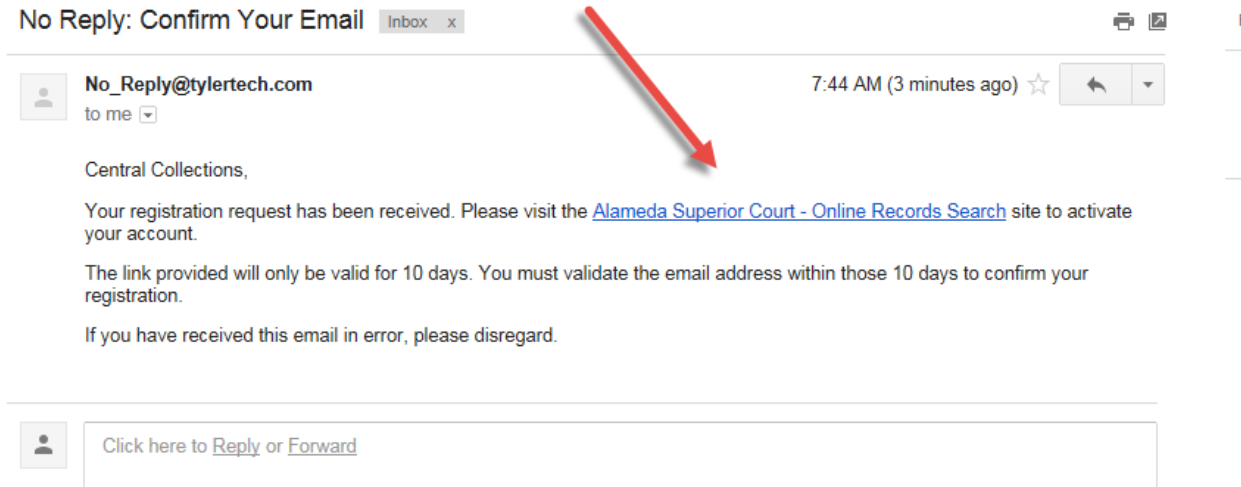 No Reply: Confirm Your Email Inbox x
No_Reply@tylertech.com 7:44 AM (3 minutes ago)
to me
Central Collections,
Your registration request has been received. Please visit the Alameda Superior Court - Online Records Search site to activate
your account.
The link provided will only be valid for 10 days. You must validate the email address within those 10 days to confirm your
registration.
If you have received this email in error, please disregard.
Click here to Reply or Forward